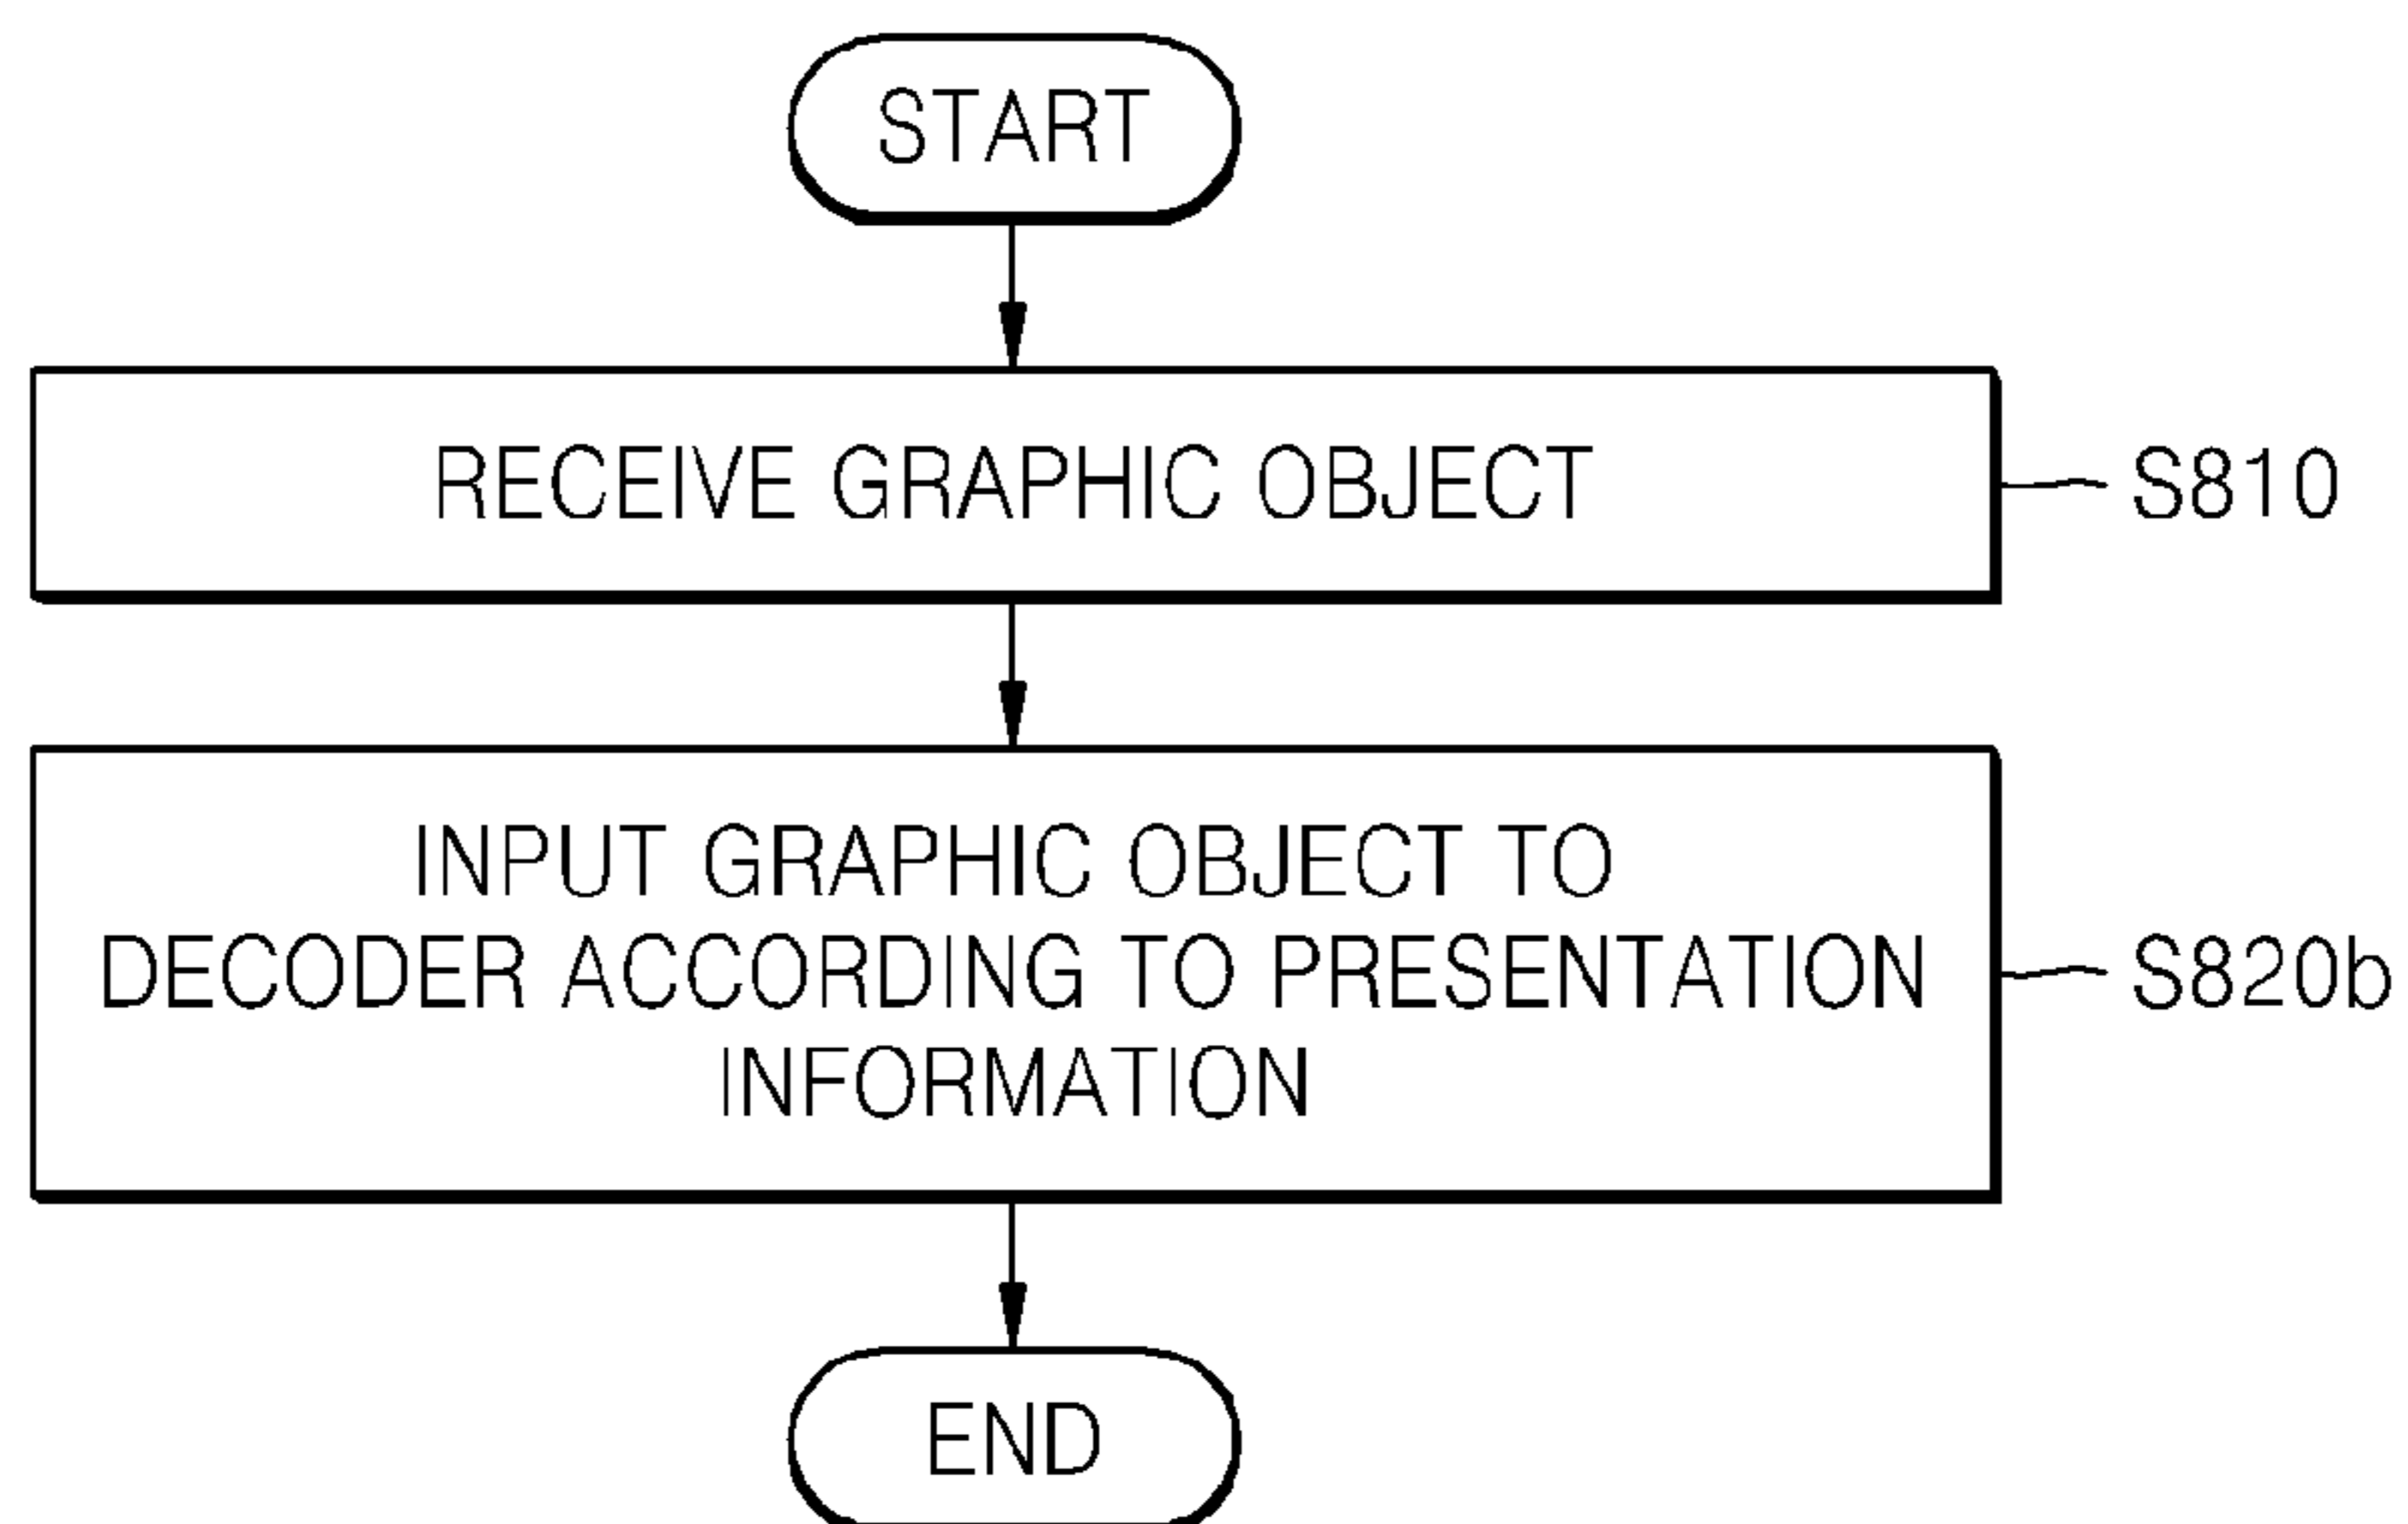 START
RECEIVE GRAPHIC OBJECT
S810
INPUT GRAPHIC OBJECT TO
DECODER ACCORDING TO PRESENTATION
INFORMATION
S820b
END